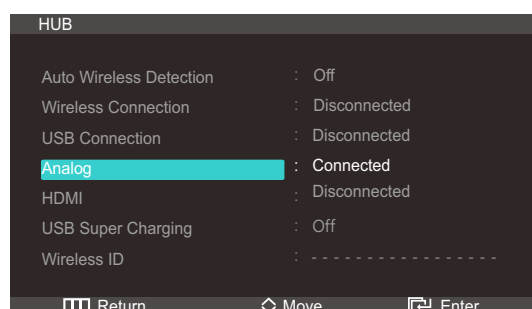 HUB
Auto Wireless Detection : Off
Wireless Connection : Disconnected
USB Connection : Disconnected
Analog : Connected
HDMI : Disconnected
USB Super Charging : Off
Wireless ID : - - - - - - - - - - - - - - - - -
Return Move Enter